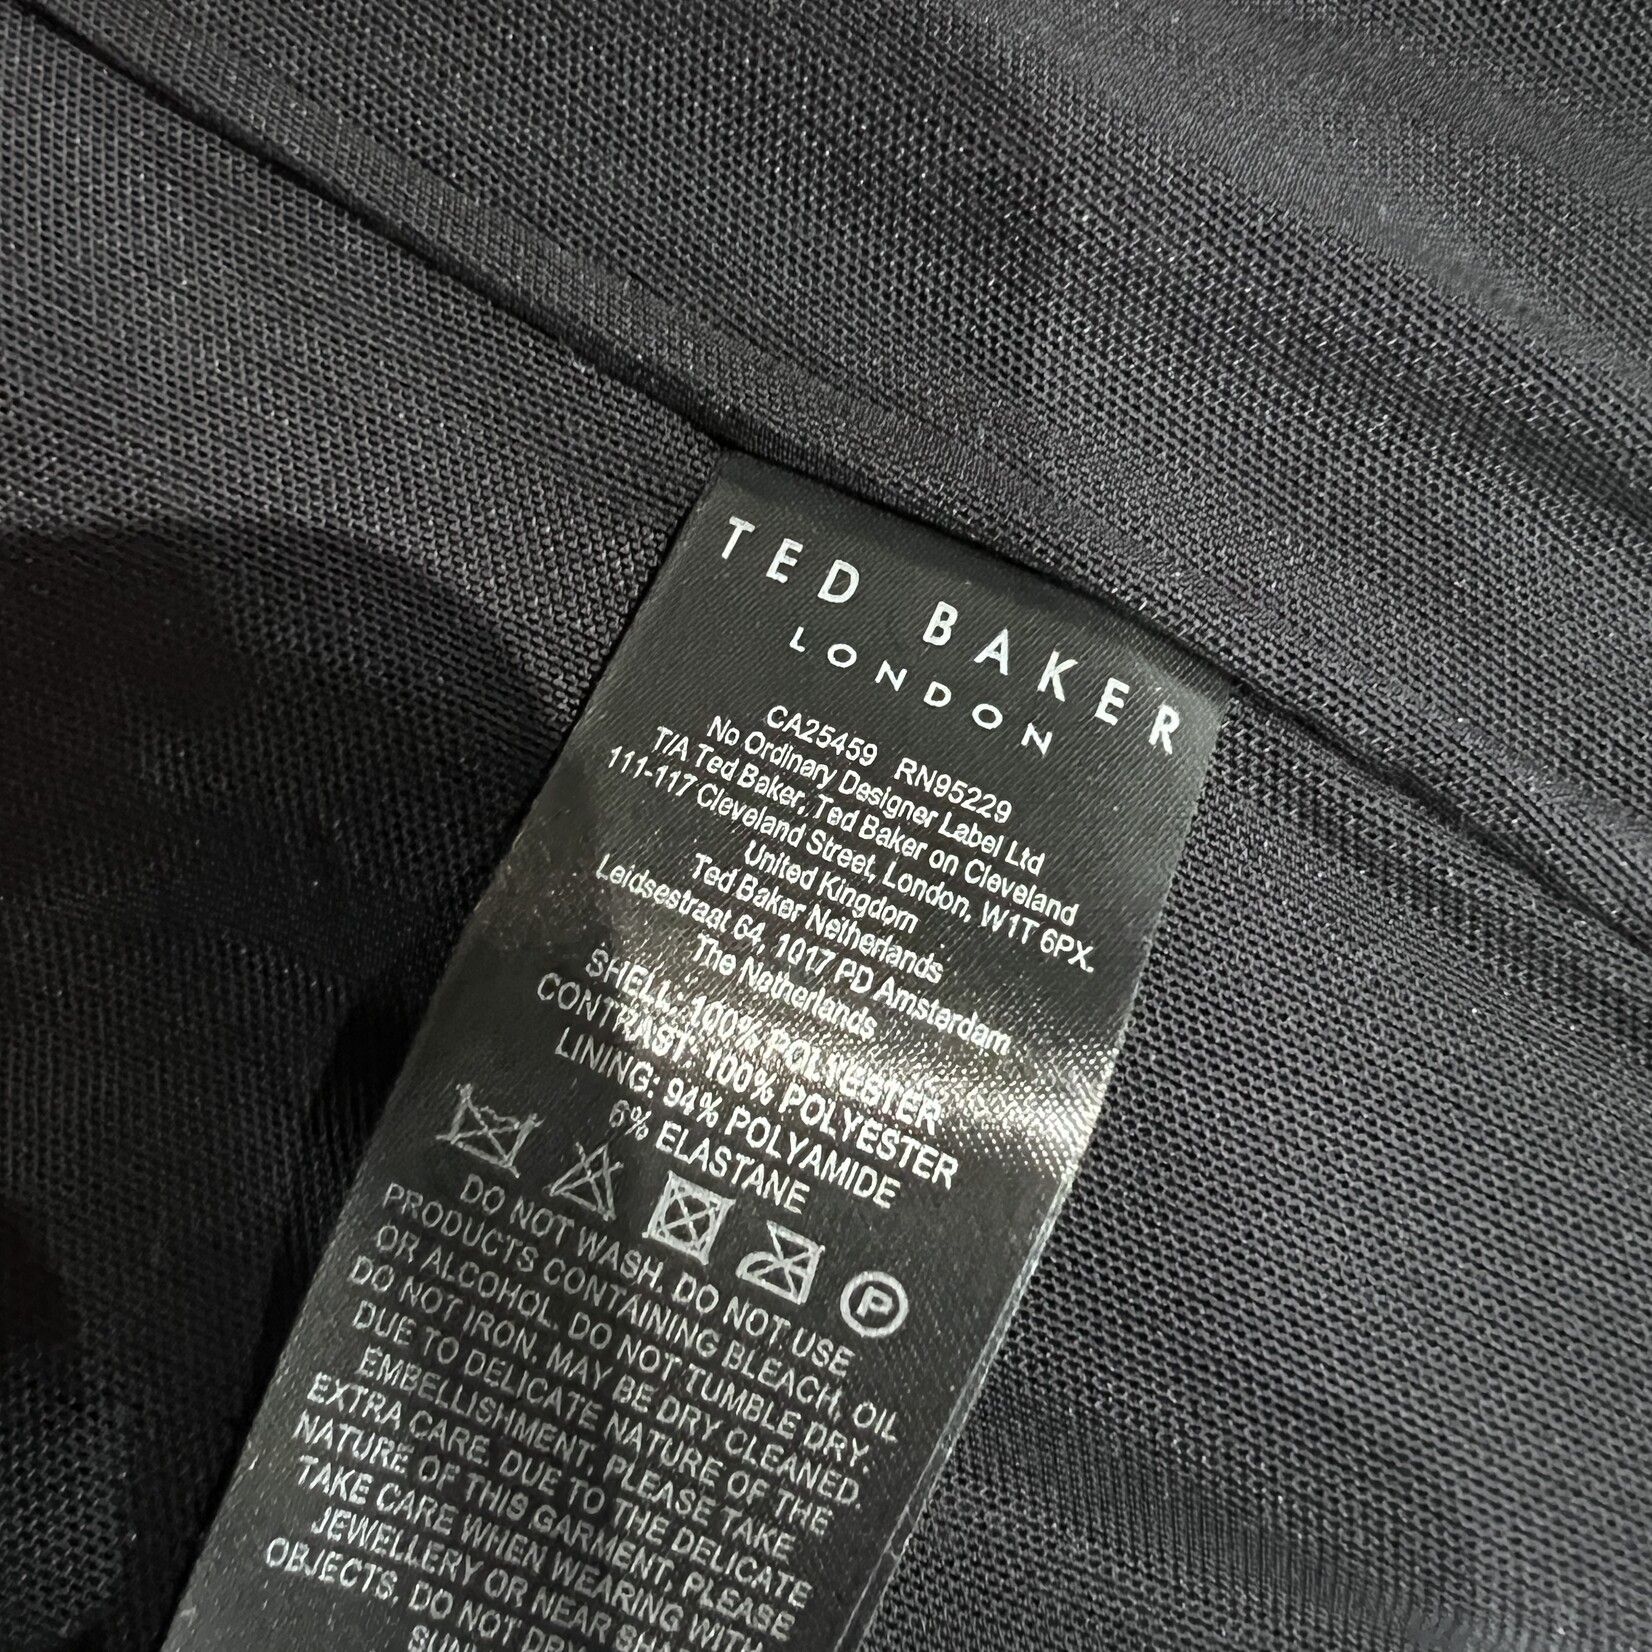 TED BAKER
LONDON
CA25459 RN95229
No Ordinary Designer Label Ltd
T/A Ted Baker, Ted Baker on Cleveland
111-117 Cleveland Street, London, W1T 6PX.
United Kingdom
Ted Baker Netherlands
Leidsestraat 64, 1017 PD Amsterdam
The Netherlands
SHELL: 100% POLYESTER
CONTRAST: 100% POLYESTER
LINING: 94% POLYAMIDE
6% ELASTANE
P
DO NOT WASH. DO NOT USE
PRODUCTS CONTAINING BLEACH, OIL
OR ALCOHOL. DO NOT TUMBLE DRY.
DO NOT IRON. MAY BE DRY CLEANED.
DUE TO DELICATE NATURE OF THE
EMBELLISHMENT, PLEASE TAKE
EXTRA CARE. DUE TO THE DELICATE
NATURE OF THIS GARMENT, PLEASE
TAKE CARE WHEN WEARING WITH
JEWELLERY OR NEAR
OBJECTS. DO NOT DRY